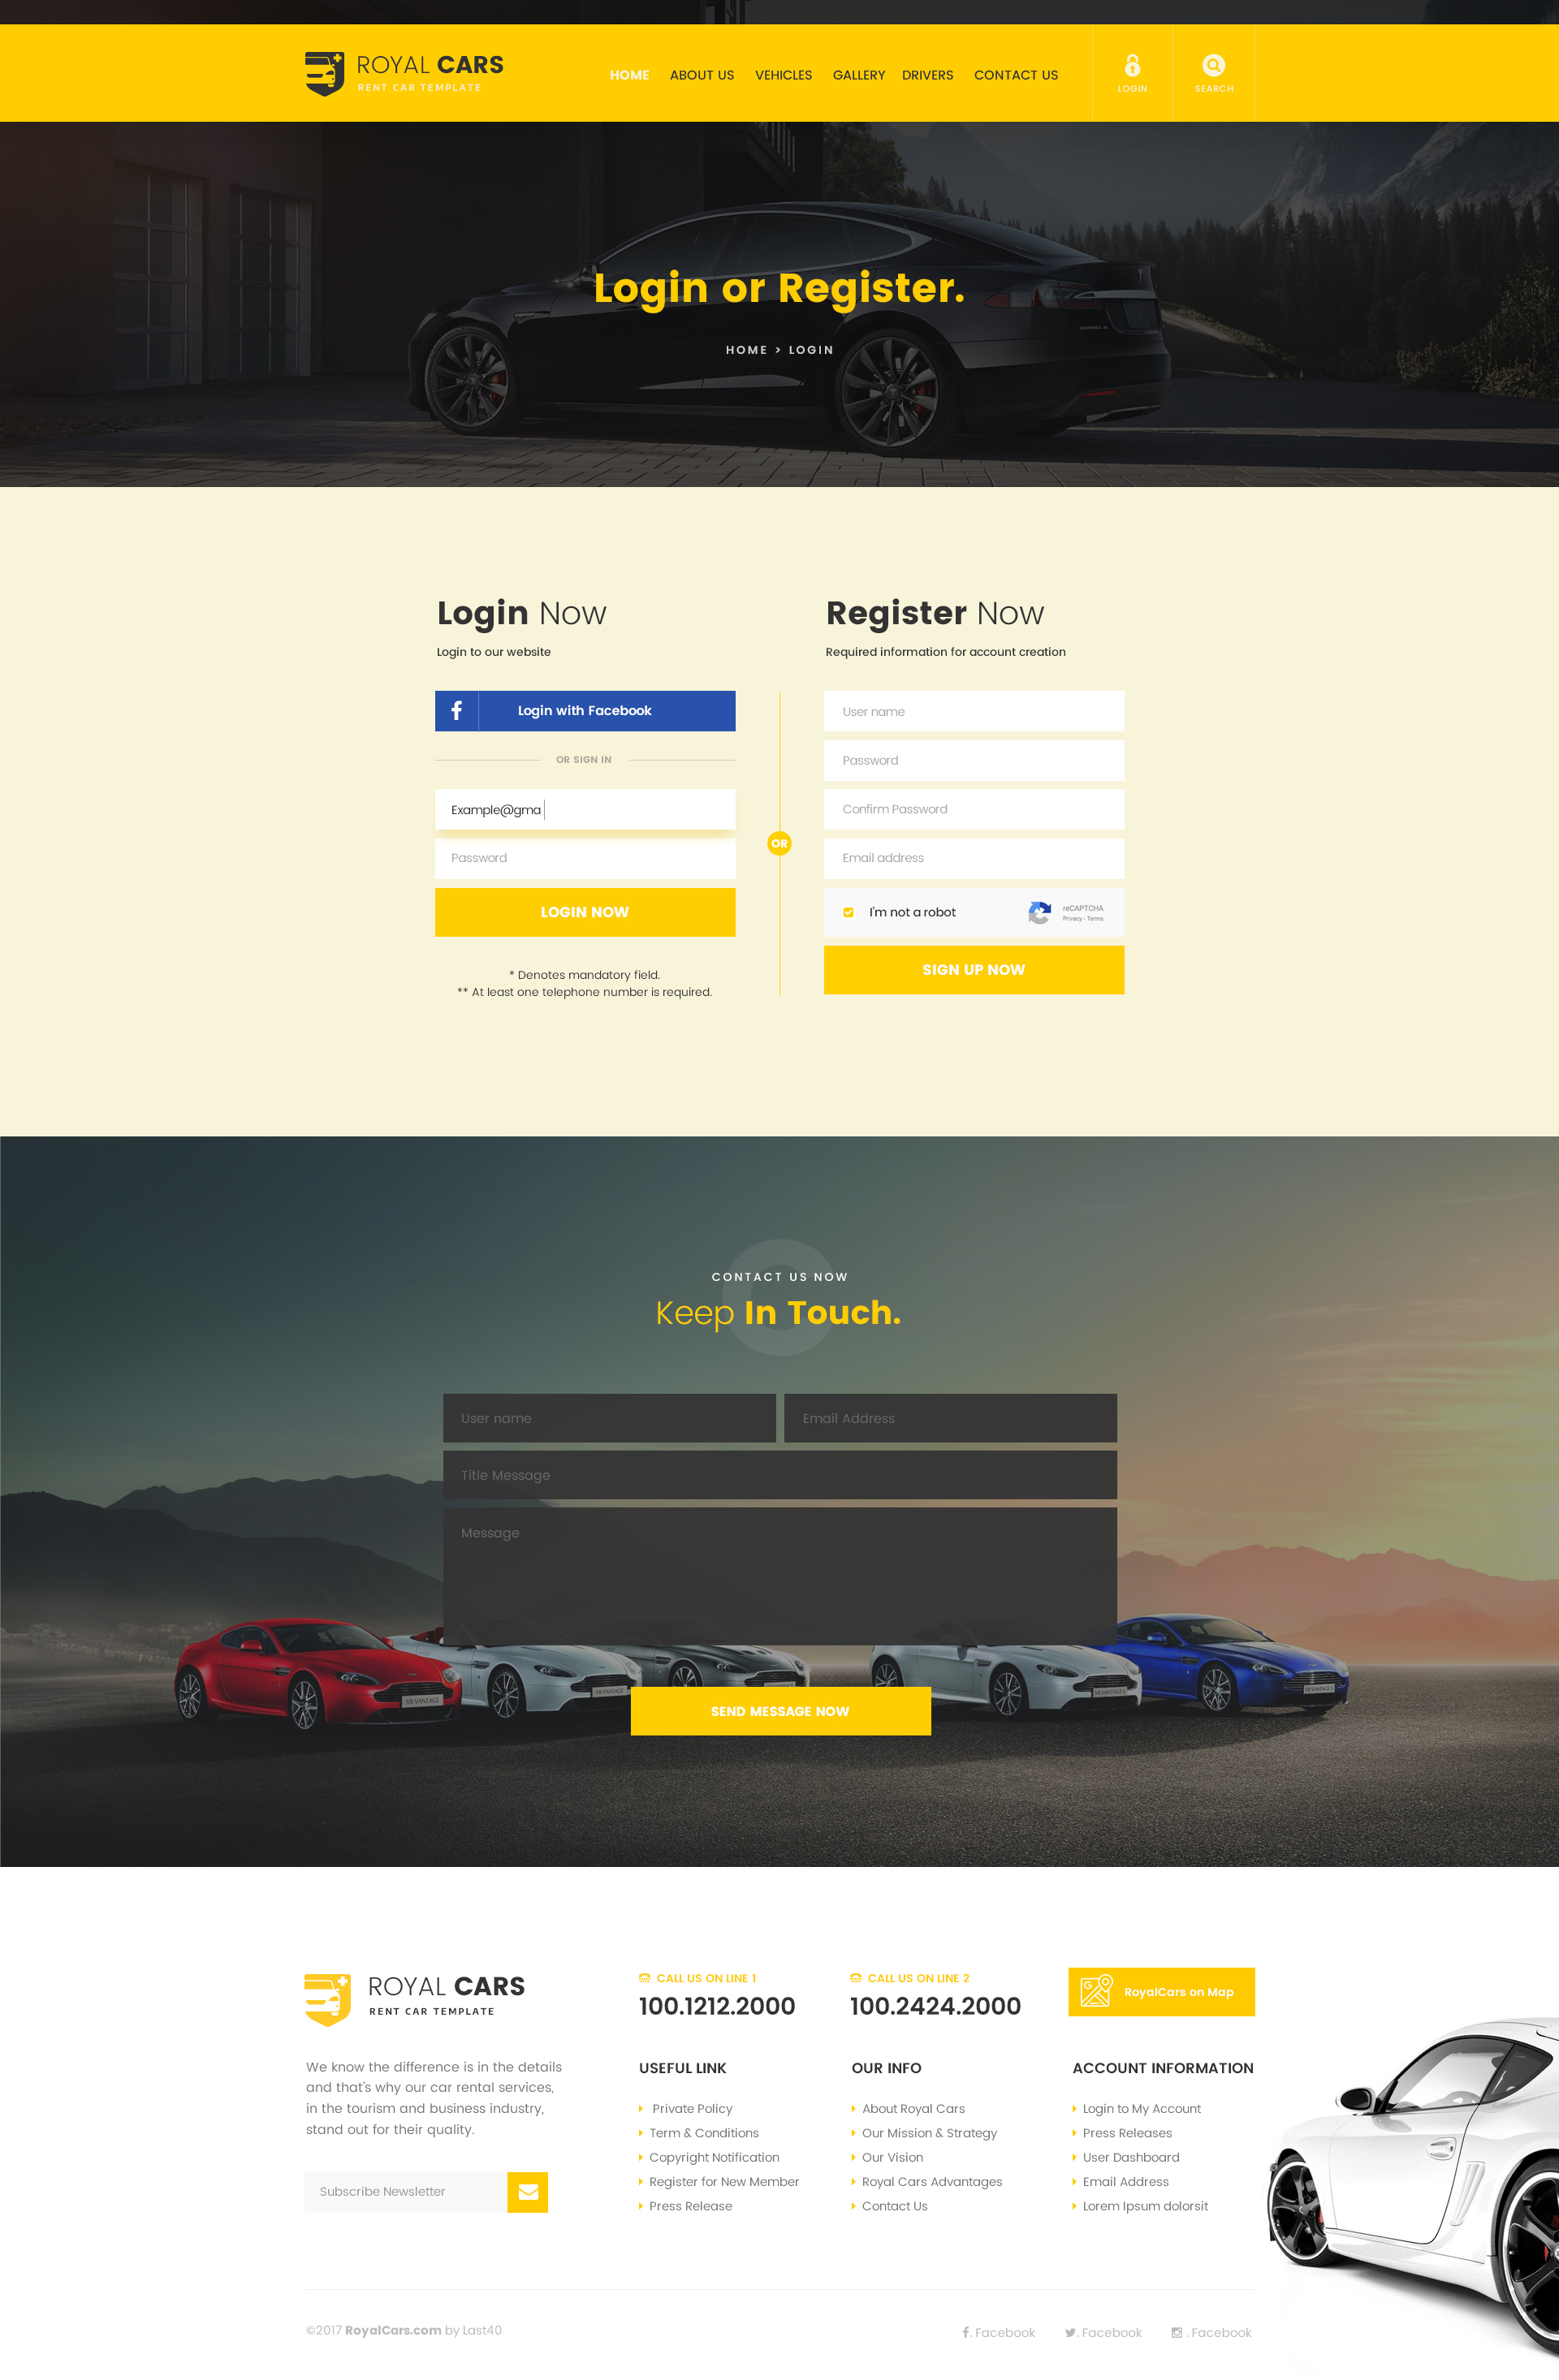 ROYAL CARS
RENT CAR TEMPLATE
HOME
ABOUT US
VEHICLES
GALLERY
DRIVERS
CONTACT US
LOGIN
SEARCH
Login or Register.
HOME > LOGIN
Login Now
Login to our website
Login with Facebook
OR SIGN IN
Example@gma
Password
LOGIN NOW
* Denotes mandatory field.
** At least one telephone number is required.
OR
Register Now
Required information for account creation
User name
Password
Confirm Password
Email address
I'm not a robot
reCAPTCHA
Privacy - Terms
SIGN UP NOW
CONTACT US NOW
Keep In Touch.
User name
Email Address
Title Message
Message
V8 VANTAGE
SEND MESSAGE NOW
ROYAL CARS
RENT CAR TEMPLATE
We know the difference is in the details
and that's why our car rental services,
in the tourism and business industry,
stand out for their quality.
Subscribe Newsletter
CALL US ON LINE 1
100.1212.2000
CALL US ON LINE 2
100.2424.2000
RoyalCars on Map
USEFUL LINK
Private Policy
Term & Conditions
Copyright Notification
Register for New Member
Press Release
OUR INFO
About Royal Cars
Our Mission & Strategy
Our Vision
Royal Cars Advantages
Contact Us
ACCOUNT INFORMATION
Login to My Account
Press Releases
User Dashboard
Email Address
Lorem Ipsum dolorsit
©2017 RoyalCars.com by Last40
. Facebook
. Facebook
. Facebook